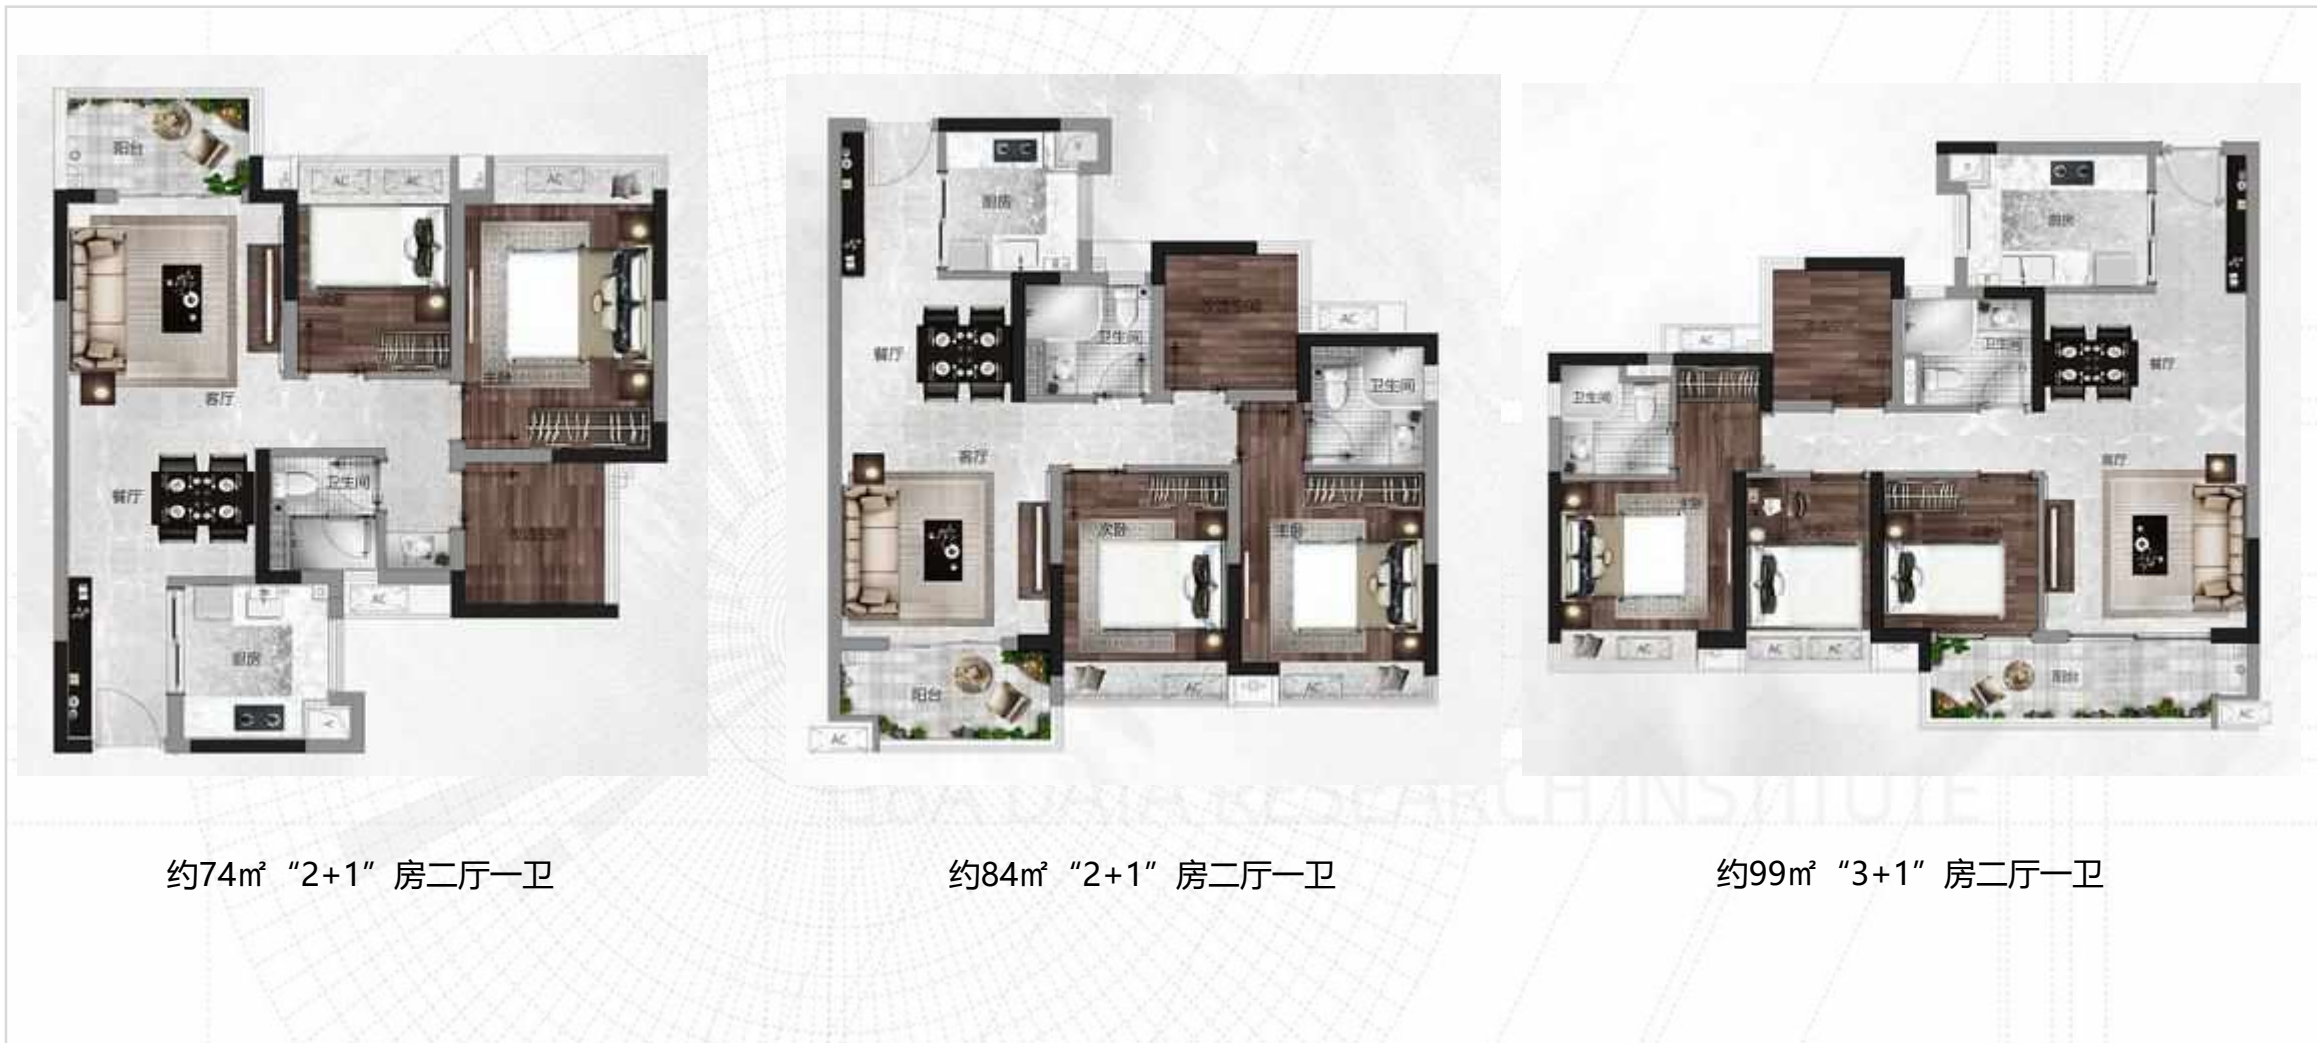 阳台
AC
AC
AC
客厅
餐厅
卫生间
AC
厨房
厨房
卫生间
AC
餐厅
卫生间
客厅
次卧
主卧
阳台
AC
AC
AC
厨房
AC
卫生间
餐厅
卫生间
客厅
主卧
AC
AC
AC
阳台
AC
DATA RESEARCH INSTITUTE
约74㎡“2+1”房二厅一卫
约84㎡“2+1”房二厅一卫
约99㎡“3+1”房二厅一卫